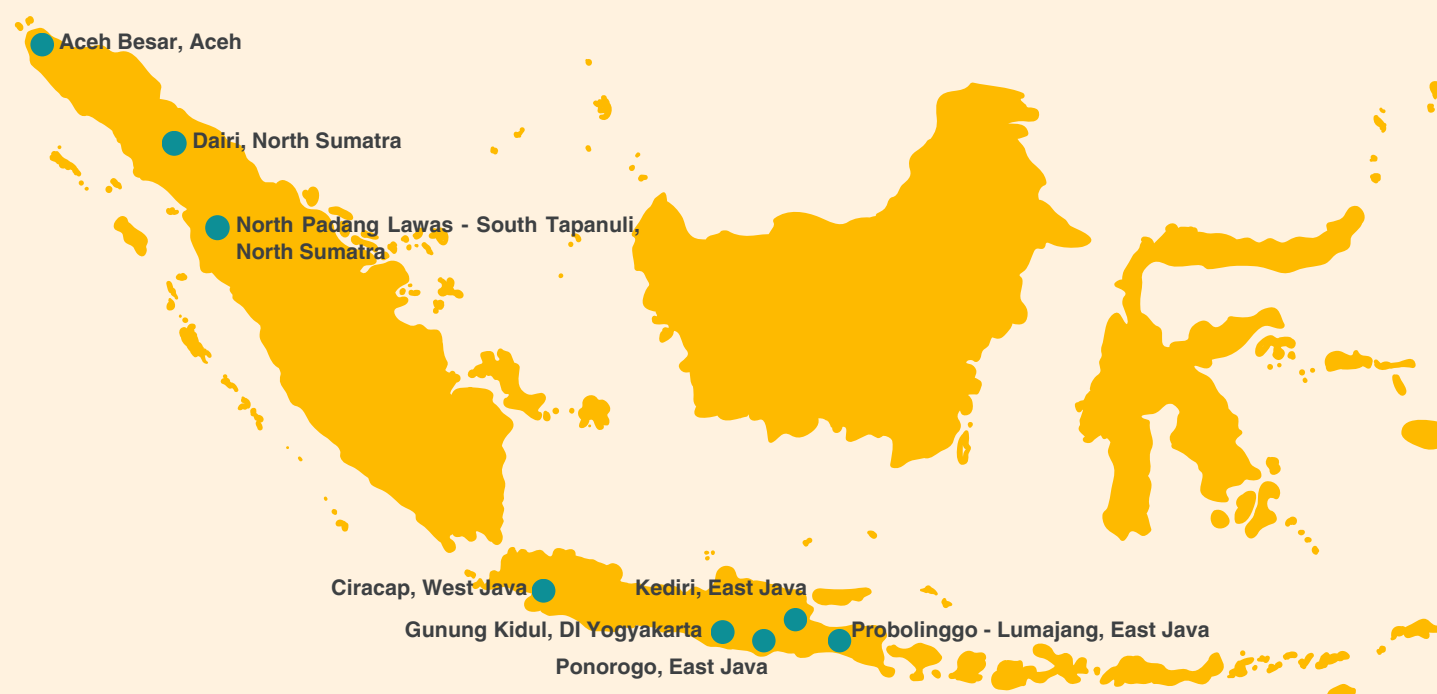 Aceh Besar, Aceh
Dairi, North Sumatra
North Padang Lawas - South Tapanuli,
North Sumatra
Ciracap, West Java
Kediri, East Java
Gunung Kidul, DI Yogyakarta
Probolinggo - Lumajang, East Java
Ponorogo, East Java